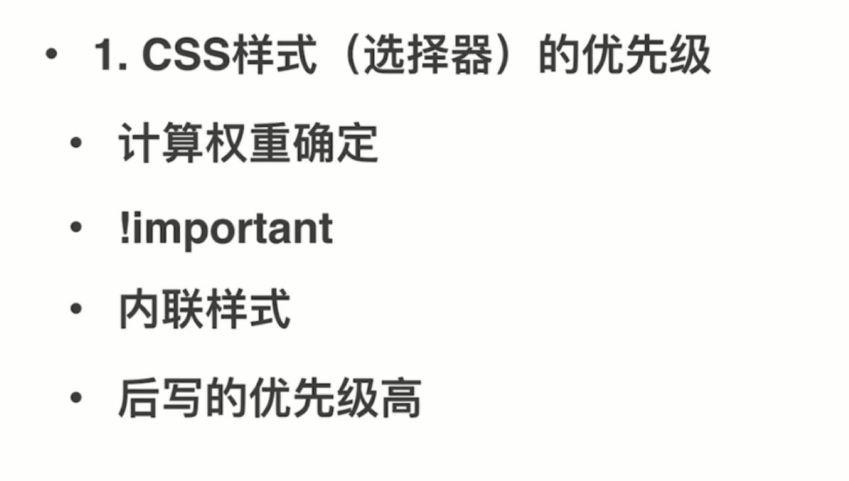 • 1. CSS样式（选择器）的优先级
• 计算权重确定
• !important
• 内联样式
• 后写的优先级高